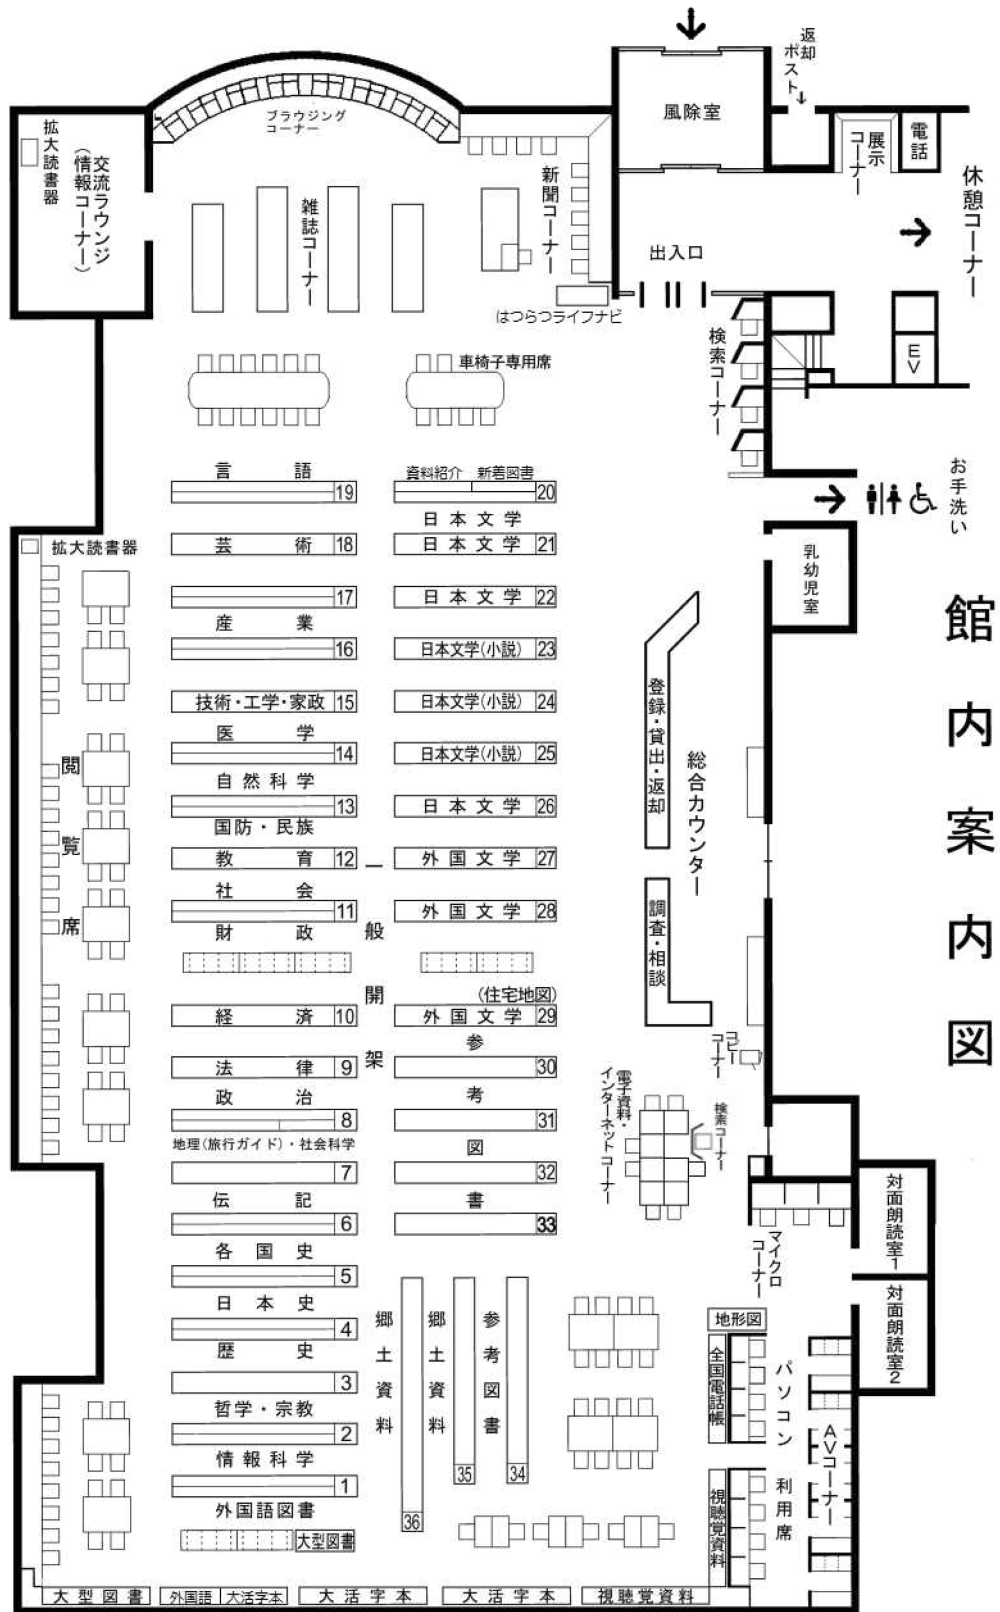 館内案内図
返却
ポスト
風除室
展示
コーナー
電話
休憩コーナー
出入口
ブラウジング
コーナー
拡大読書器
交流ラウンジ
(情報コーナー)
雑誌コーナー
新聞コーナー
はつらつライフナビ
検索コーナー
EV
車椅子専用席
お手洗い
乳幼児室
言語
19
芸術 18
17
産業
16
技術・工学・家政 15
医学
14
自然科学
13
国防・民族
教育 12
社会
11
財政
経済 10
法律 9
政治
8
地理(旅行ガイド)・社会科学
7
伝記
6
各国史
5
日本史
4
歴史
3
哲学・宗教
2
情報科学
1
外国語図書
大型図書
資料紹介 新着図書
20
日本文学
日本文学 21
日本文学 22
日本文学(小説) 23
日本文学(小説) 24
日本文学(小説) 25
日本文学 26
外国文学 27
外国文学 28
(住宅地図)
外国文学 29
参考図書
30
31
32
33
一般開架
拡大読書器
閲覧席
登録・貸出・返却
総合カウンター
調査・相談
コピー
コーナー
電子資料・
インターネットコーナー
検索コーナー
マイクロ
コーナー
対面朗読室1
対面朗読室2
郷土資料
郷土資料
参考図書
36
35
34
地形図
全国電話帳
視聴覚資料
パソコン利用席
AVコーナー
大型図書
外国語
大活字本
大活字本
大活字本
視聴覚資料